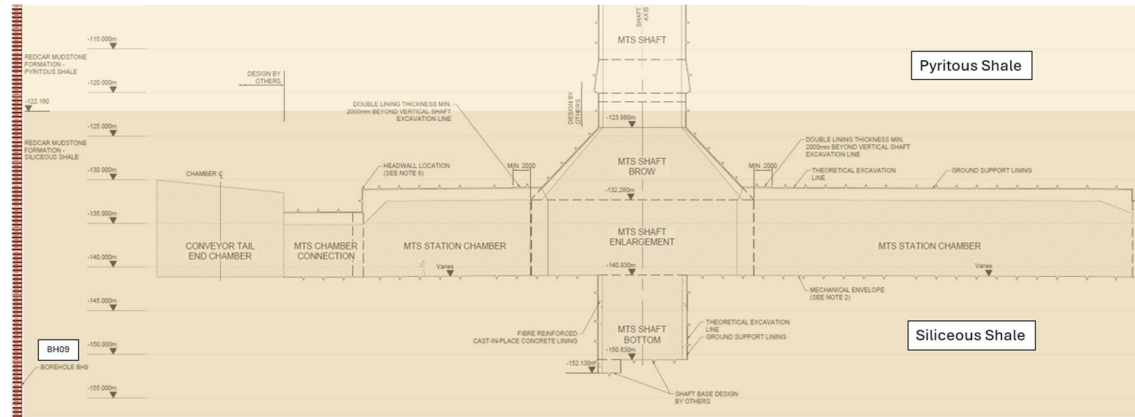 SHAFT
AXIS
-115.000m
MTS SHAFT
REDCAR MUDSTONE
FORMATION -
PYRITOUS SHALE
Pyritous Shale
DESIGN BY
OTHERS
-120.000m
-122.160
DOUBLE LINING THICKNESS MIN.
2000mm BEYOND VERTICAL SHAFT
EXCAVATION LINE
DESIGN BY
OTHERS
-123.980m
-125.000m
REDCAR MUDSTONE
FORMATION -
SILICEOUS SHALE
DOUBLE LINING THICKNESS MIN.
2000mm BEYOND VERTICAL SHAFT
EXCAVATION LINE
HEADWALL LOCATION
(SEE NOTE 6)
MIN. 2000
MTS SHAFT
BROW
MIN. 2000
THEORETICAL EXCAVATION
LINE
GROUND SUPPORT LINING
-130.000m
CHAMBER ℄
-132.280m
-135.000m
CONVEYOR TAIL
END CHAMBER
MTS CHAMBER
CONNECTION
MTS STATION CHAMBER
MTS SHAFT
ENLARGEMENT
MTS STATION CHAMBER
-140.000m
Varies
-140.930m
Varies
MECHANICAL ENVELOPE
(SEE NOTE 2)
-145.000m
FIBRE REINFORCED
CAST-IN-PLACE CONCRETE LINING
MTS SHAFT
BOTTOM
THEORETICAL EXCAVATION
LINE
GROUND SUPPORT LINING
Siliceous Shale
BH09
-150.000m
-150.630m
BOREHOLE BH9
-152.130m
-155.000m
SHAFT BASE DESIGN
BY OTHERS